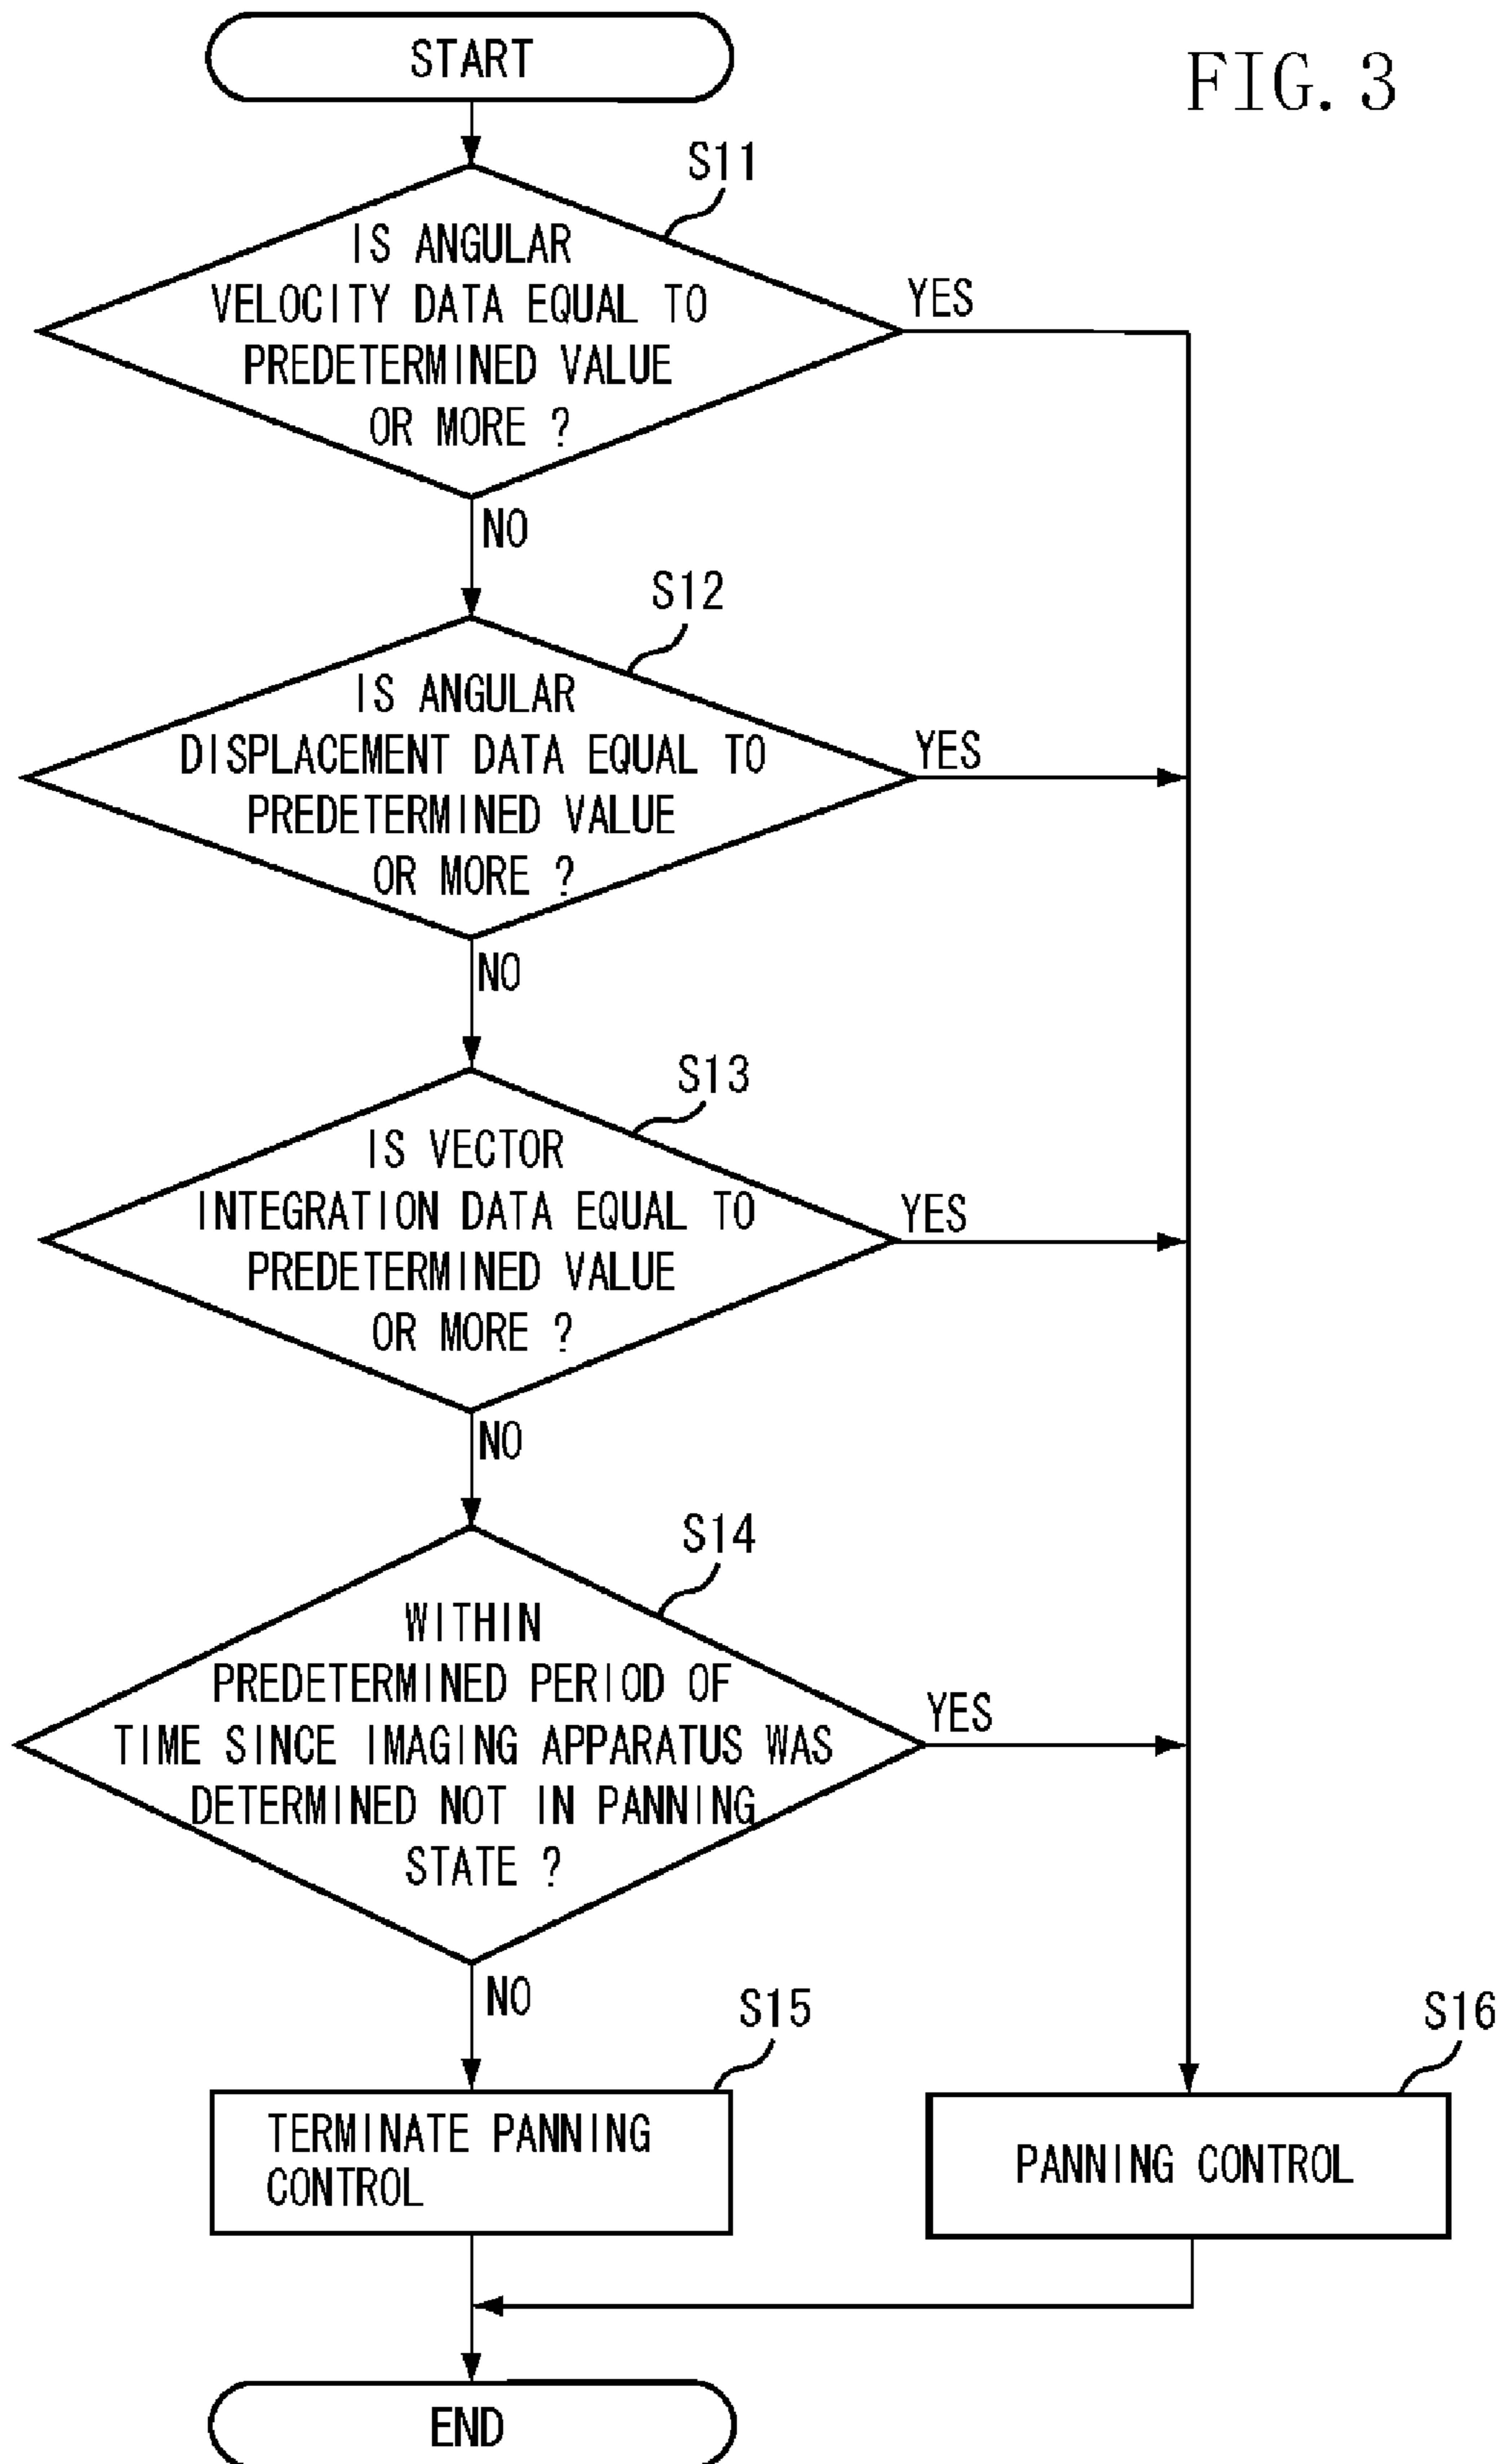 START
FIG. 3
S11
IS ANGULAR
VELOCITY DATA EQUAL TO
PREDETERMINED VALUE
OR MORE ?
YES
NO
S12
IS ANGULAR
DISPLACEMENT DATA EQUAL TO
PREDETERMINED VALUE
OR MORE ?
YES
NO
S13
IS VECTOR
INTEGRATION DATA EQUAL TO
PREDETERMINED VALUE
OR MORE ?
YES
NO
S14
WITHIN
PREDETERMINED PERIOD OF
TIME SINCE IMAGING APPARATUS WAS
DETERMINED NOT IN PANNING
STATE ?
YES
NO
S15
TERMINATE PANNING
CONTROL
S16
PANNING CONTROL
END